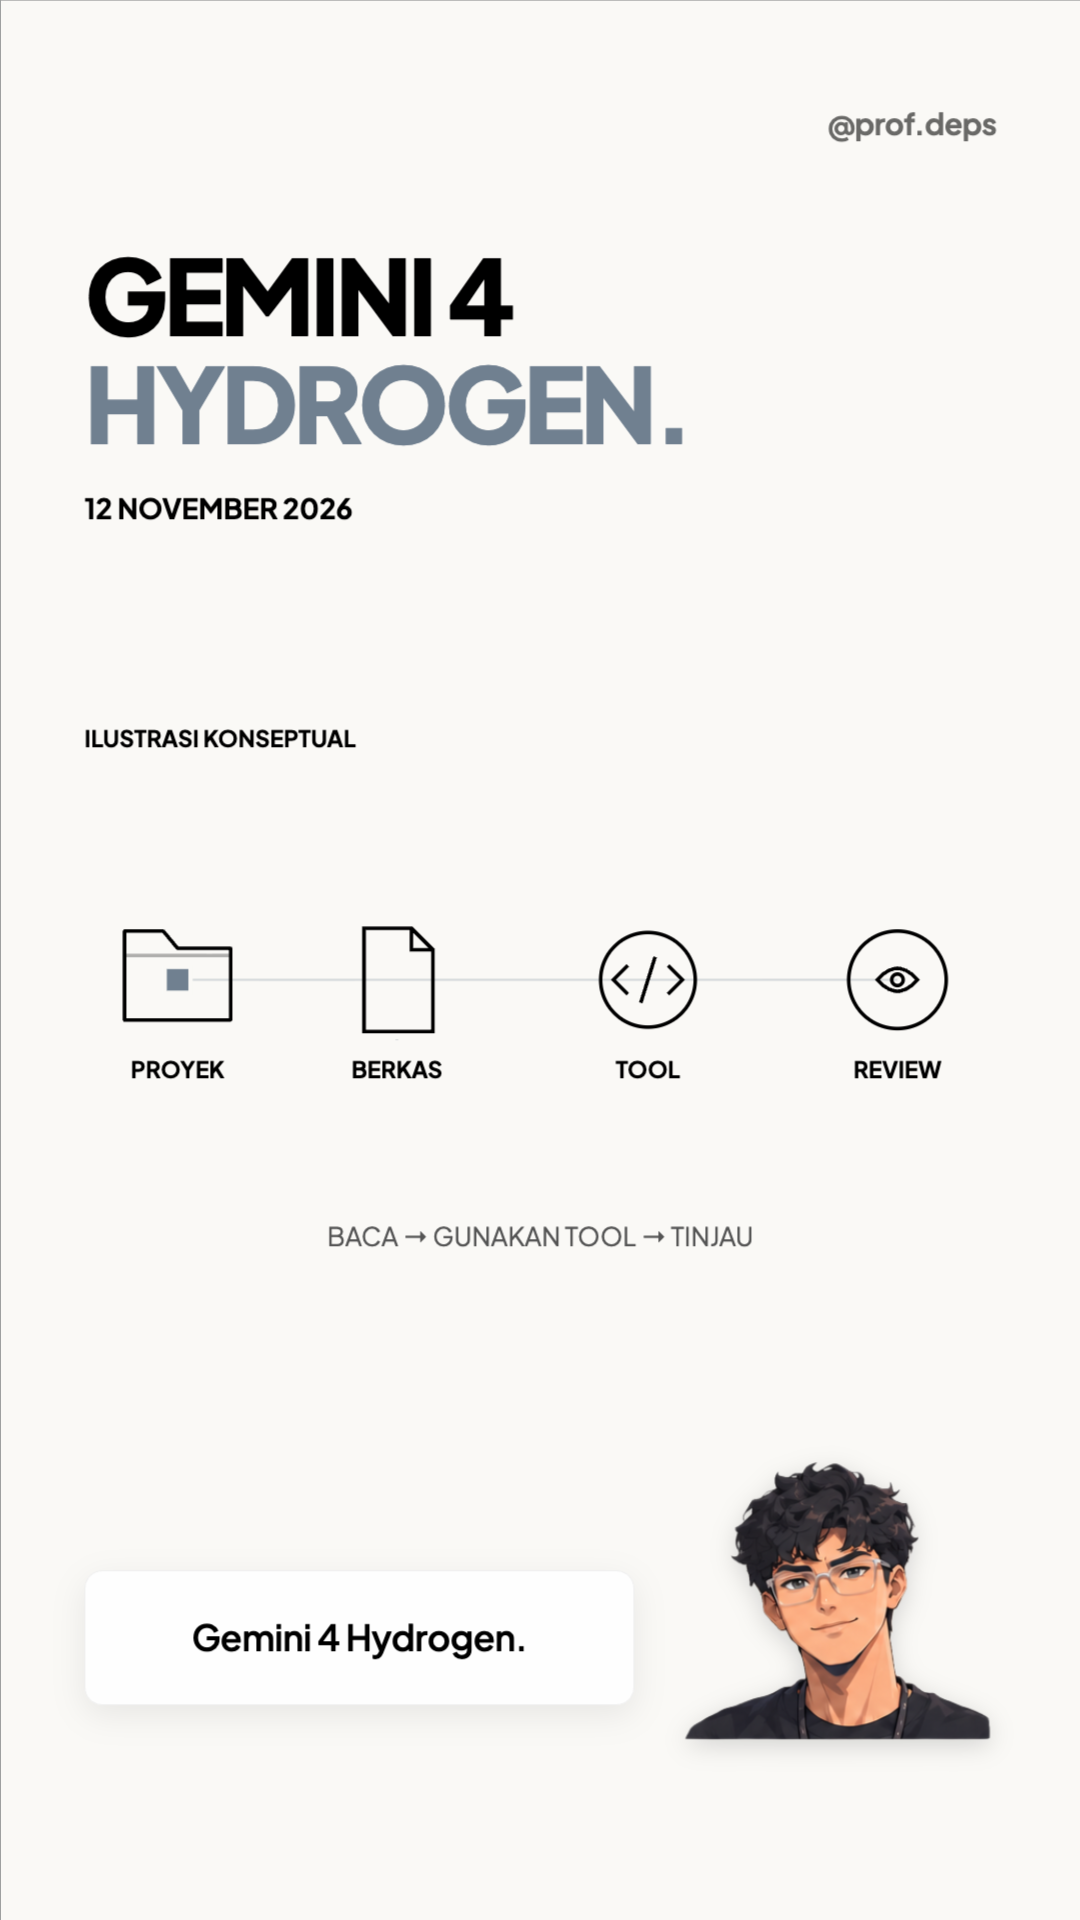 @prof.deps
GEMINI 4
HYDROGEN.
12 NOVEMBER 2026
ILUSTRASI KONSEPTUAL
PROYEK
BERKAS
TOOL
REVIEW
BACA → GUNAKAN TOOL → TINJAU
Gemini 4 Hydrogen.